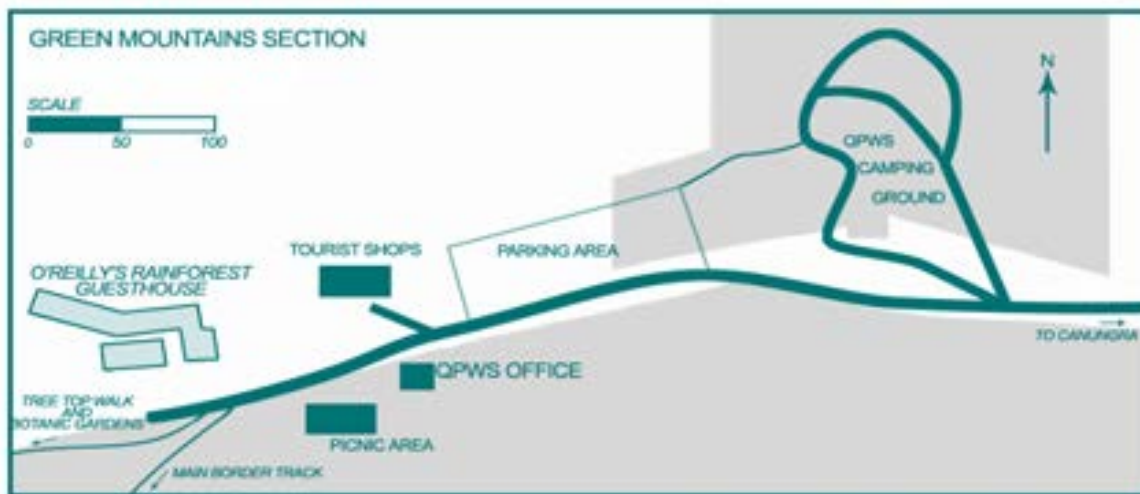 GREEN MOUNTAINS SECTION
SCALE
0 50 100
N
QPWS
CAMPING
GROUND
TOURIST SHOPS
PARKING AREA
O'REILLY'S RAINFOREST
GUESTHOUSE
TO CANUNGRA
QPWS OFFICE
TREE TOP WALK
AND
BOTANIC GARDENS
PICNIC AREA
MAIN BORDER TRACK